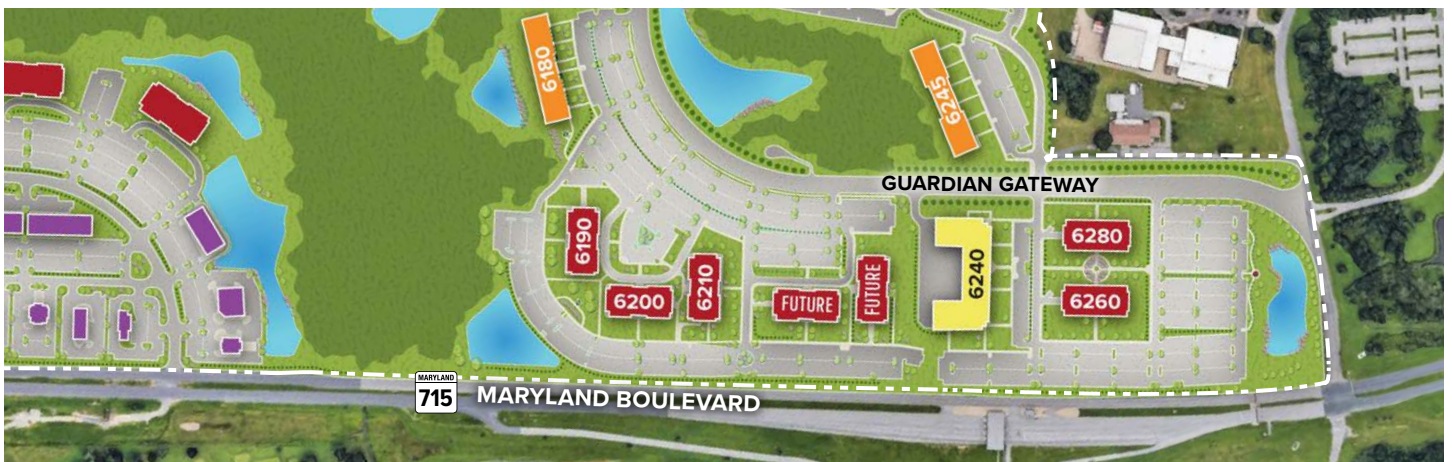 6180
6245
GUARDIAN GATEWAY
6190
6200
6210
FUTURE
FUTURE
6240
6280
6260
MARYLAND
715
MARYLAND BOULEVARD